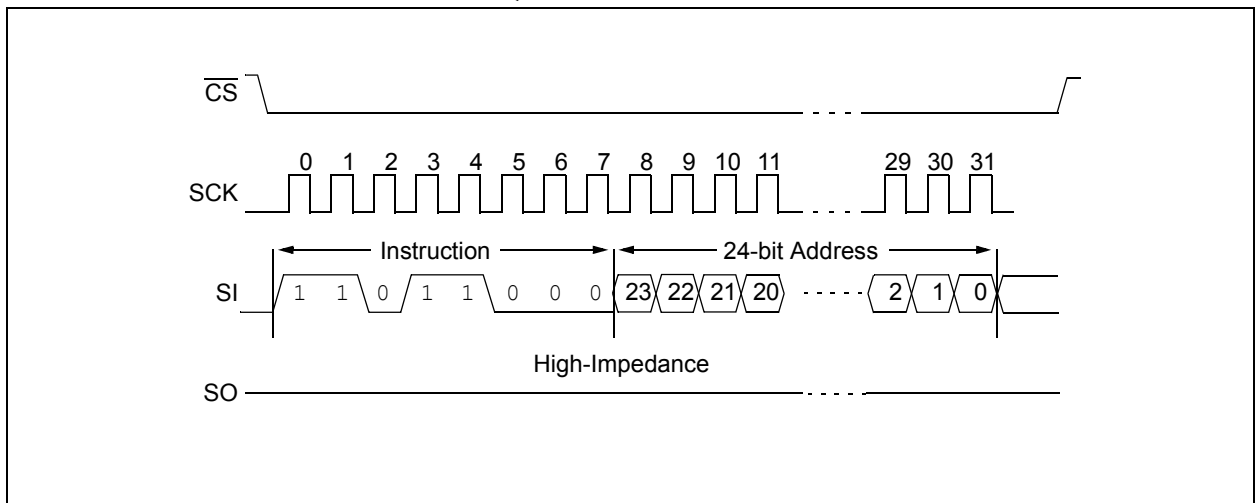 CS
0 1 2 3 4 5 6 7 8 9 10 11 29 30 31
SCK
Instruction 24-bit Address
SI 1 1 0 1 1 0 0 0 23 22 21 20 2 1 0
High-Impedance
SO